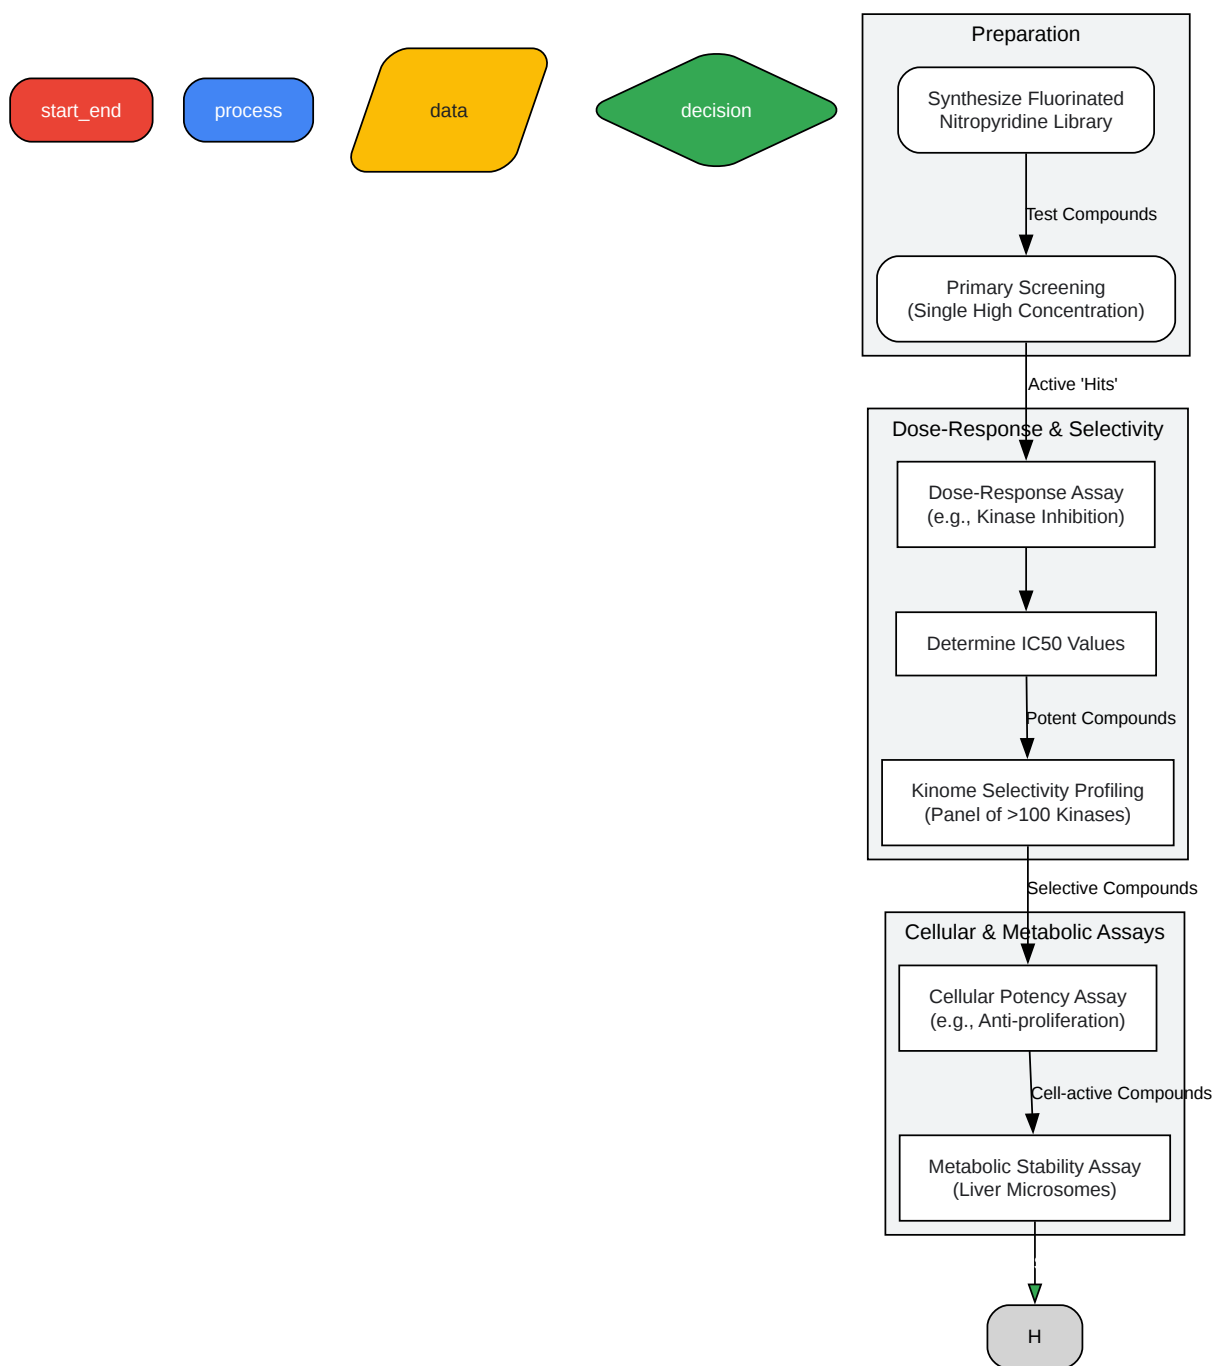 start_end
process
data
decision
Preparation
Synthesize Fluorinated
Nitropyridine Library
Test Compounds
Primary Screening
(Single High Concentration)
Active 'Hits'
Dose-Response & Selectivity
Dose-Response Assay
(e.g., Kinase Inhibition)
Determine IC50 Values
Potent Compounds
Kinome Selectivity Profiling
(Panel of >100 Kinases)
Selective Compounds
Cellular & Metabolic Assays
Cellular Potency Assay
(e.g., Anti-proliferation)
Cell-active Compounds
Metabolic Stability Assay
(Liver Microsomes)
H